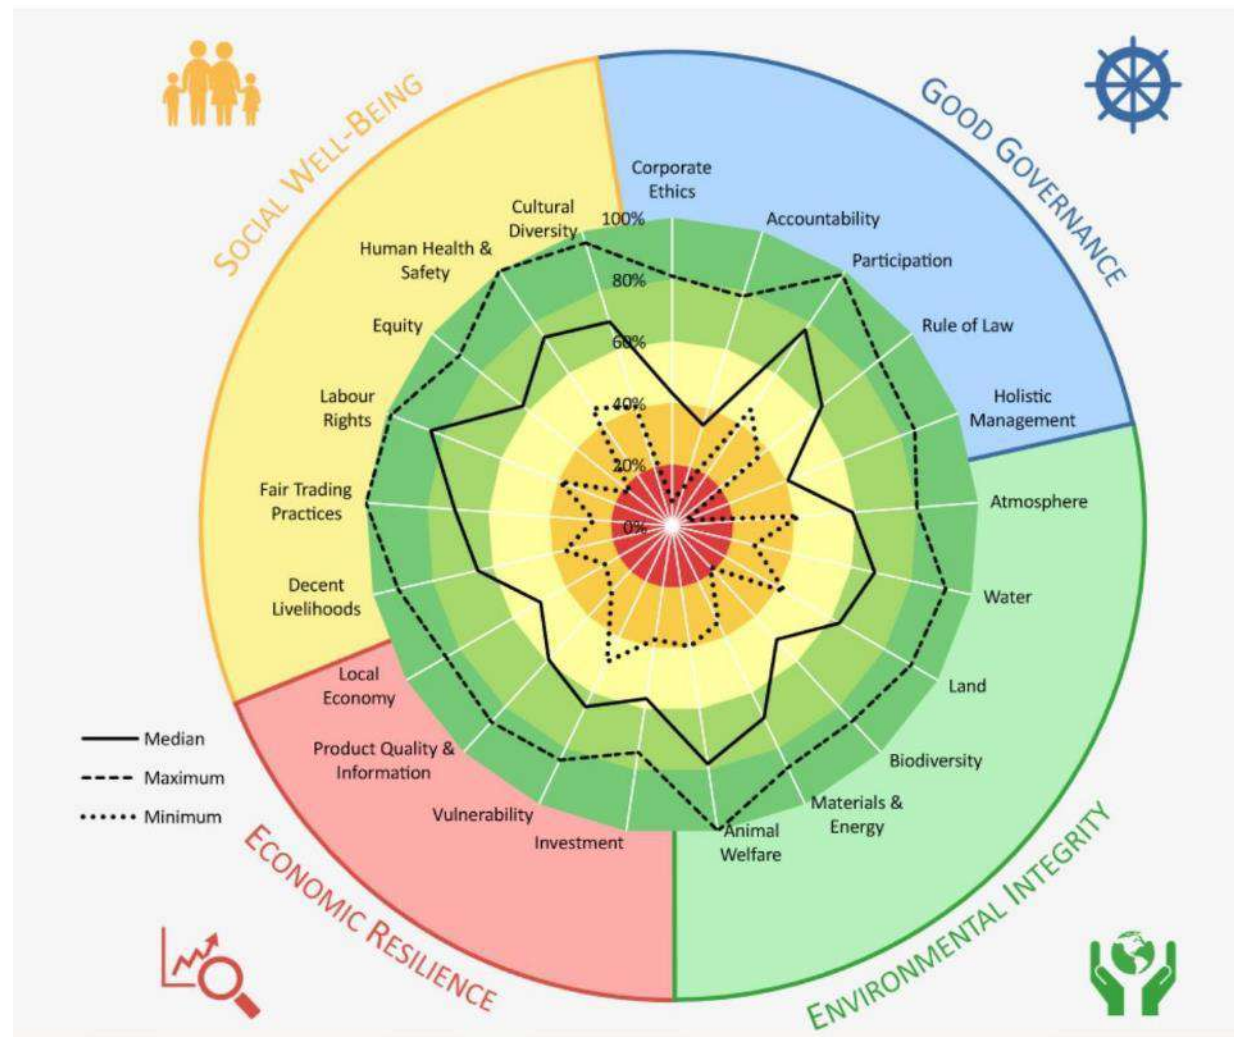 SOCIAL WELL-BEING
GOOD GOVERNANCE
Corporate
Ethics
Accountability
Participation
Rule of Law
Holistic
Management
Atmosphere
Water
Land
Biodiversity
Materials &
Energy
Animal
Welfare
Investment
Vulnerability
Product Quality &
Information
Local
Economy
Decent
Livelihoods
Fair Trading
Practices
Labour
Rights
Equity
Human Health &
Safety
Cultural
Diversity
100%
80%
60%
40%
20%
0%
Median
Maximum
Minimum
ECONOMIC RESILIENCE
ENVIRONMENTAL INTEGRITY